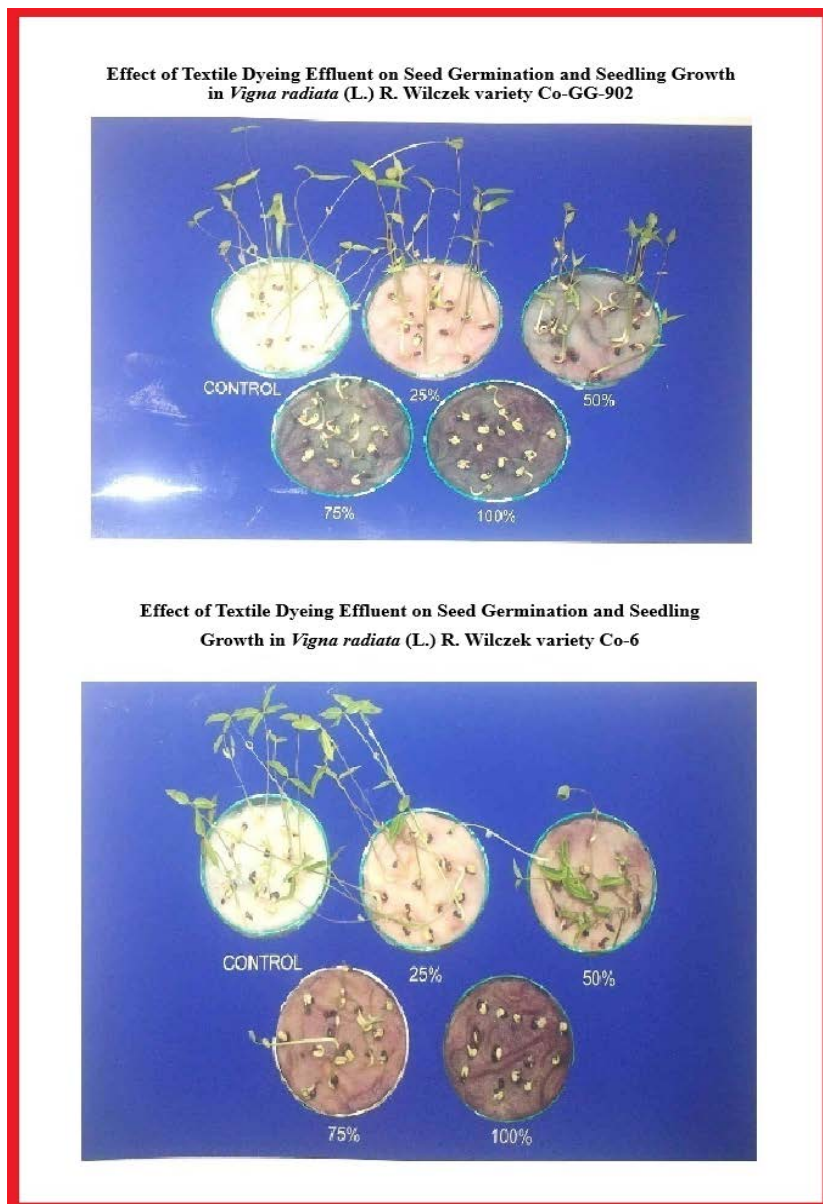 Effect of Textile Dyeing Effluent on Seed Germination and Seedling Growth
in Vigna radiata (L.) R. Wilczek variety Co-GG-902
CONTROL
25%
50%
75%
100%
Effect of Textile Dyeing Effluent on Seed Germination and Seedling
Growth in Vigna radiata (L.) R. Wilczek variety Co-6
CONTROL
25%
50%
75%
100%